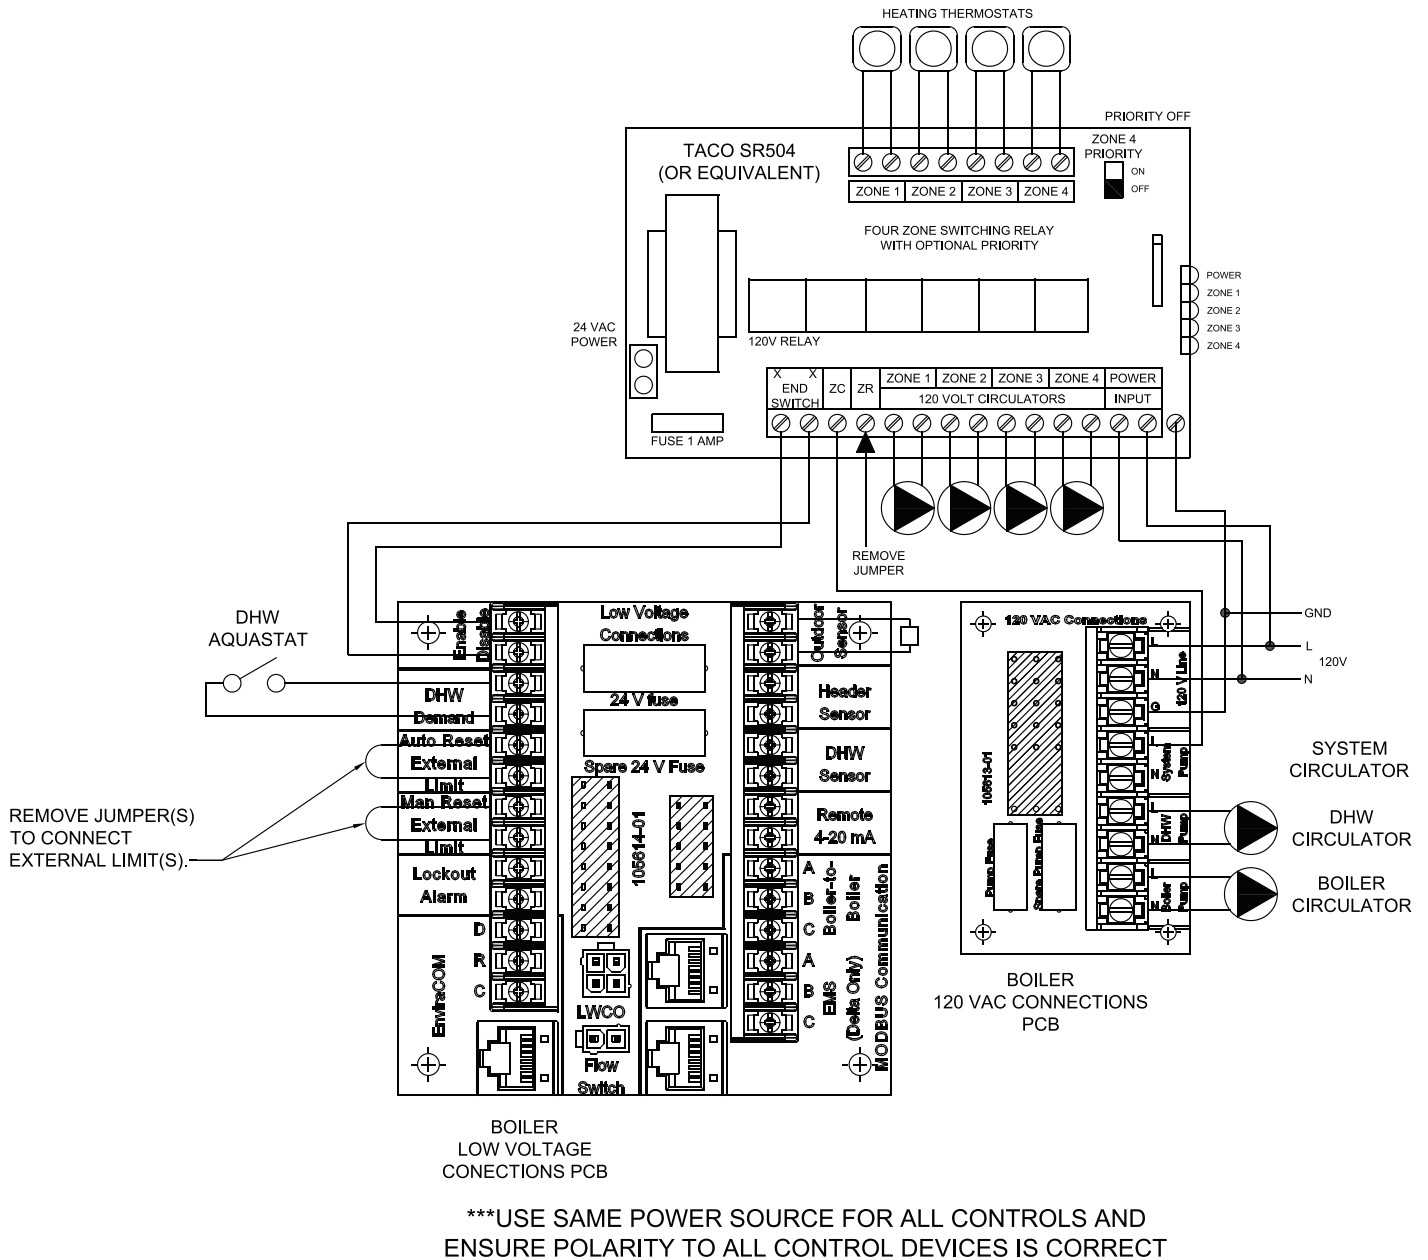 HEATING THERMOSTATS
PRIORITY OFF
TACO SR504
(OR EQUIVALENT)
ZONE 4
PRIORITY
ON
OFF
ZONE 1 ZONE 2 ZONE 3 ZONE 4
FOUR ZONE SWITCHING RELAY
WITH OPTIONAL PRIORITY
POWER
ZONE 1
ZONE 2
ZONE 3
ZONE 4
24 VAC
POWER
120V RELAY
X X
END
SWITCH
ZC
ZR
ZONE 1 ZONE 2 ZONE 3 ZONE 4
120 VOLT CIRCULATORS
POWER
INPUT
FUSE 1 AMP
REMOVE
JUMPER
DHW
AQUASTAT
Enable
Disable
Low Voltage
Connections
Outdoor
Sensor
DHW
Demand
24 V fuse
Header
Sensor
Auto Reset
External
Limit
Spare 24 V Fuse
DHW
Sensor
Man Reset
External
Limit
105614-01
Remote
4-20 mA
REMOVE JUMPER(S)
TO CONNECT
EXTERNAL LIMIT(S).
Lockout
Alarm
A
B
C
Boiler-to-
Boiler
D
R
C
EnviraCOM
A
B
C
EMS
(Delta Only)
MODBUS Communication
LWCO
Flow
Switch
BOILER
LOW VOLTAGE
CONECTIONS PCB
120 VAC Connections
L
N
G
120 V Line
L
N
System
Pump
L
N
DHW
Pump
L
N
Boiler
Pump
105613-01
Pump Fuse
Spare Pump Fuse
GND
L
120V
N
SYSTEM
CIRCULATOR
DHW
CIRCULATOR
BOILER
CIRCULATOR
BOILER
120 VAC CONNECTIONS
PCB
***USE SAME POWER SOURCE FOR ALL CONTROLS AND
ENSURE POLARITY TO ALL CONTROL DEVICES IS CORRECT